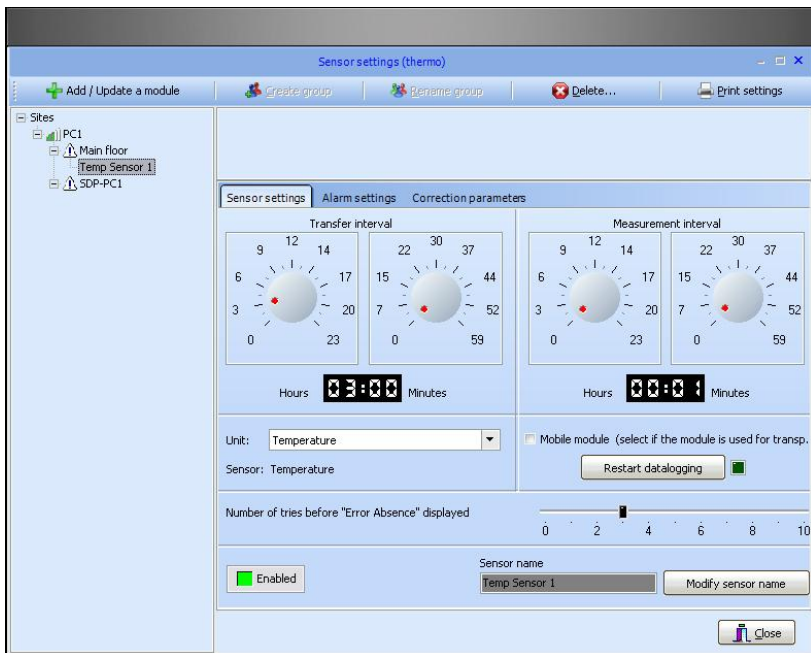 Sensor settings (thermo)
Add / Update a module
Create group
Rename group
Delete...
Print settings
Sites
PC1
Main floor
Temp Sensor 1
SDP-PC1
Sensor settings
Alarm settings
Correction parameters
Transfer interval
0 3 6 9 12 14 17 20 23
0 7 15 22 30 37 44 52 59
Hours 03:00 Minutes
Measurement interval
0 3 6 9 12 14 17 20 23
0 7 15 22 30 37 44 52 59
Hours 00:01 Minutes
Unit: Temperature
Sensor: Temperature
Mobile module (select if the module is used for transp.
Restart datalogging
Number of tries before "Error Absence" displayed
0 2 4 6 8 10
Enabled
Sensor name
Temp Sensor 1
Modify sensor name
Close